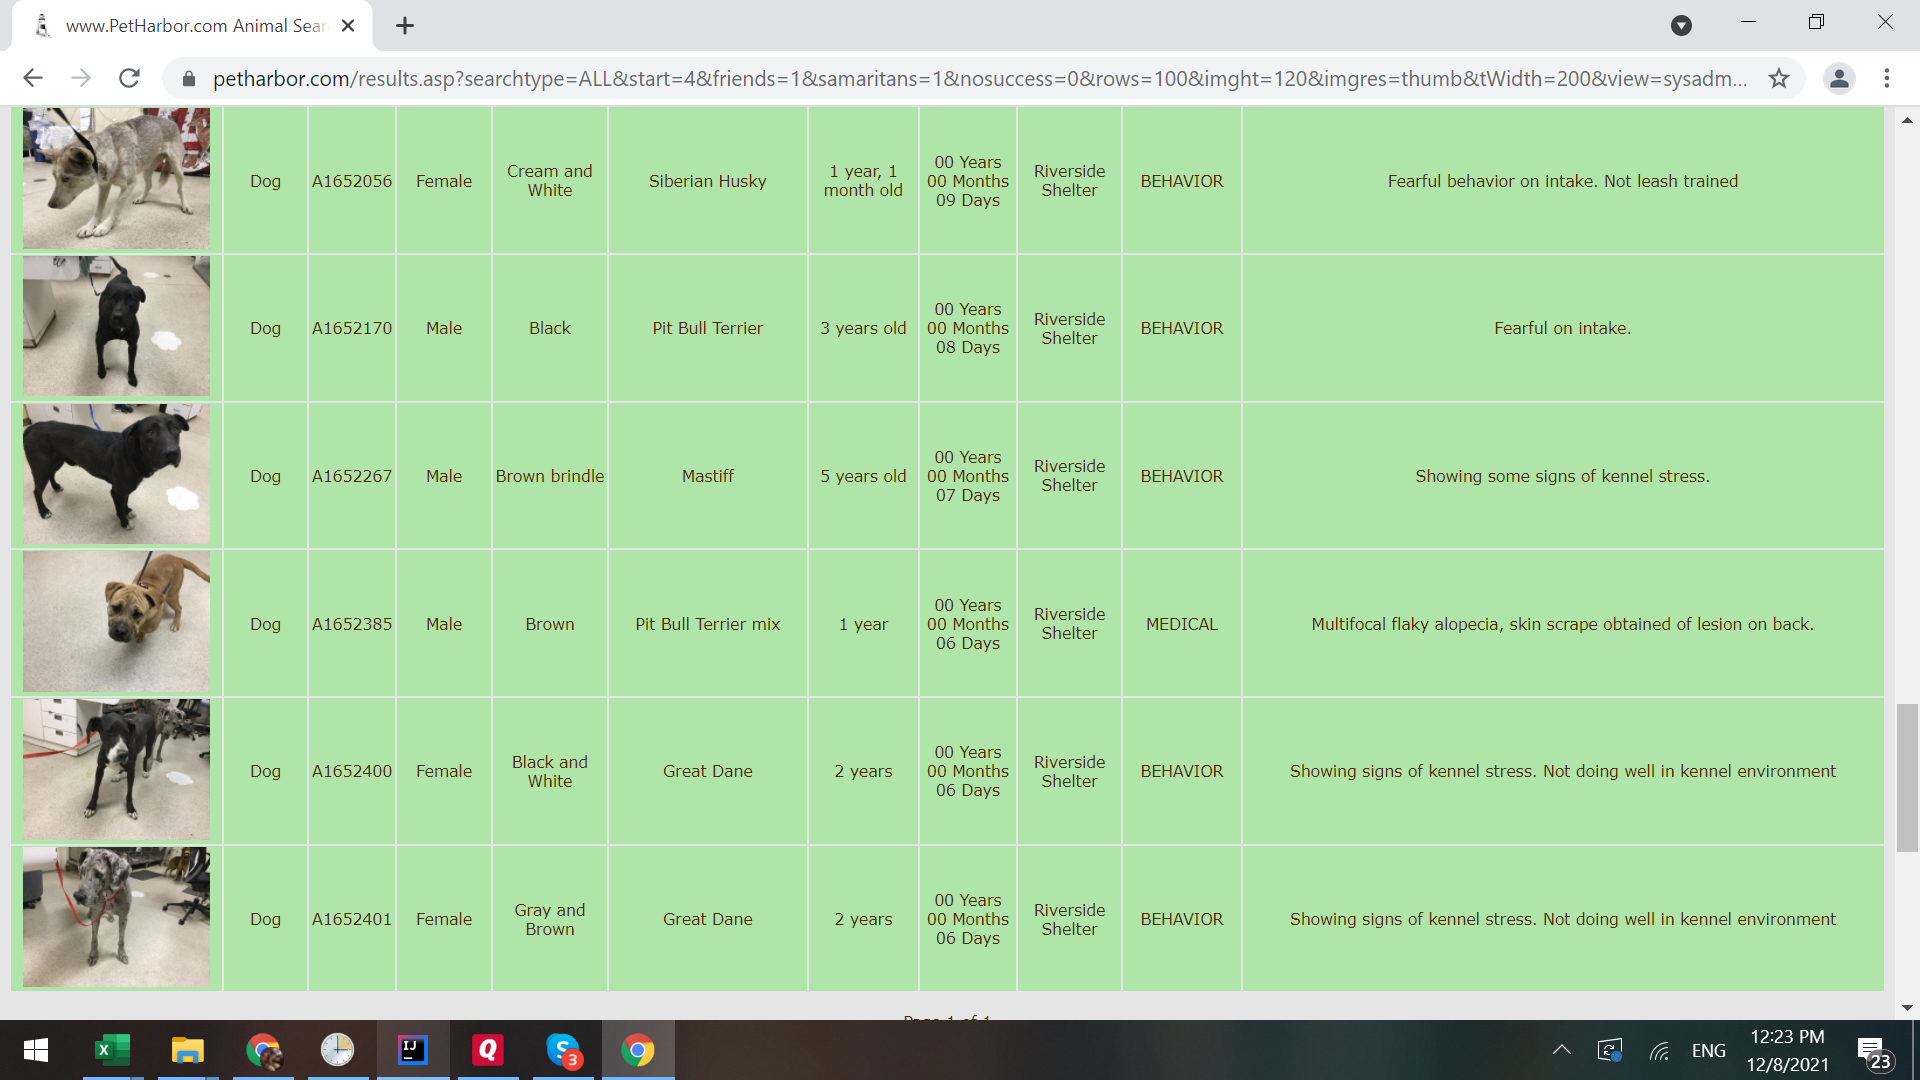 www.PetHarbor.com Animal Sear
petharbor.com/results.asp?searchtype=ALL&start=4&friends=1&samaritans=1&nosuccess=0&rows=100&imght=120&imgres=thumb&tWidth=200&view=sysadm...
Dog A1652056 Female Cream and White Siberian Husky 1 year, 1 month old 00 Years 00 Months 09 Days Riverside Shelter BEHAVIOR Fearful behavior on intake. Not leash trained
Dog A1652170 Male Black Pit Bull Terrier 3 years old 00 Years 00 Months 08 Days Riverside Shelter BEHAVIOR Fearful on intake.
Dog A1652267 Male Brown brindle Mastiff 5 years old 00 Years 00 Months 07 Days Riverside Shelter BEHAVIOR Showing some signs of kennel stress.
Dog A1652385 Male Brown Pit Bull Terrier mix 1 year 00 Years 00 Months 06 Days Riverside Shelter MEDICAL Multifocal flaky alopecia, skin scrape obtained of lesion on back.
Dog A1652400 Female Black and White Great Dane 2 years 00 Years 00 Months 06 Days Riverside Shelter BEHAVIOR Showing signs of kennel stress. Not doing well in kennel environment
Dog A1652401 Female Gray and Brown Great Dane 2 years 00 Years 00 Months 06 Days Riverside Shelter BEHAVIOR Showing signs of kennel stress. Not doing well in kennel environment
Page 1 of 1
X
IJ
Q
S 3
ENG
12:23 PM
12/8/2021
23